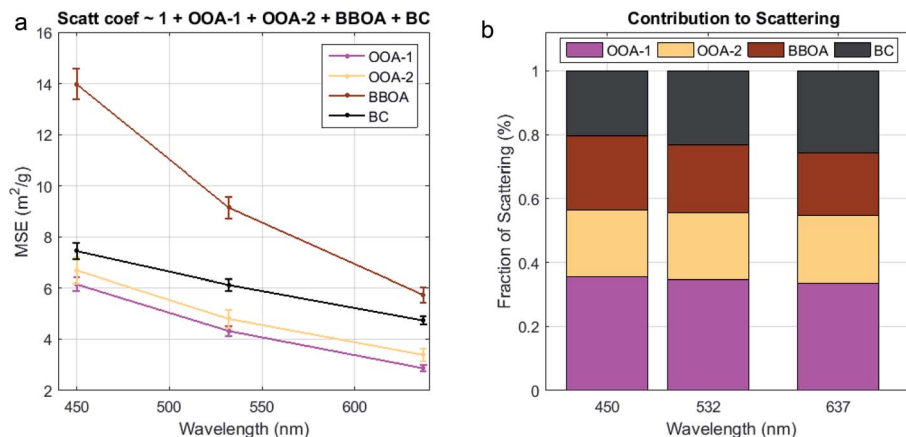 a
Scatt coef ~ 1 + OOA-1 + OOA-2 + BBOA + BC
16
14
12
10
8
6
4
2
MSE (m²/g)
OOA-1
OOA-2
BBOA
BC
450
500
550
600
Wavelength (nm)
b
Contribution to Scattering
OOA-1 OOA-2 BBOA BC
1
0.8
0.6
0.4
0.2
0
Fraction of Scattering (%)
450
532
637
Wavelength (nm)